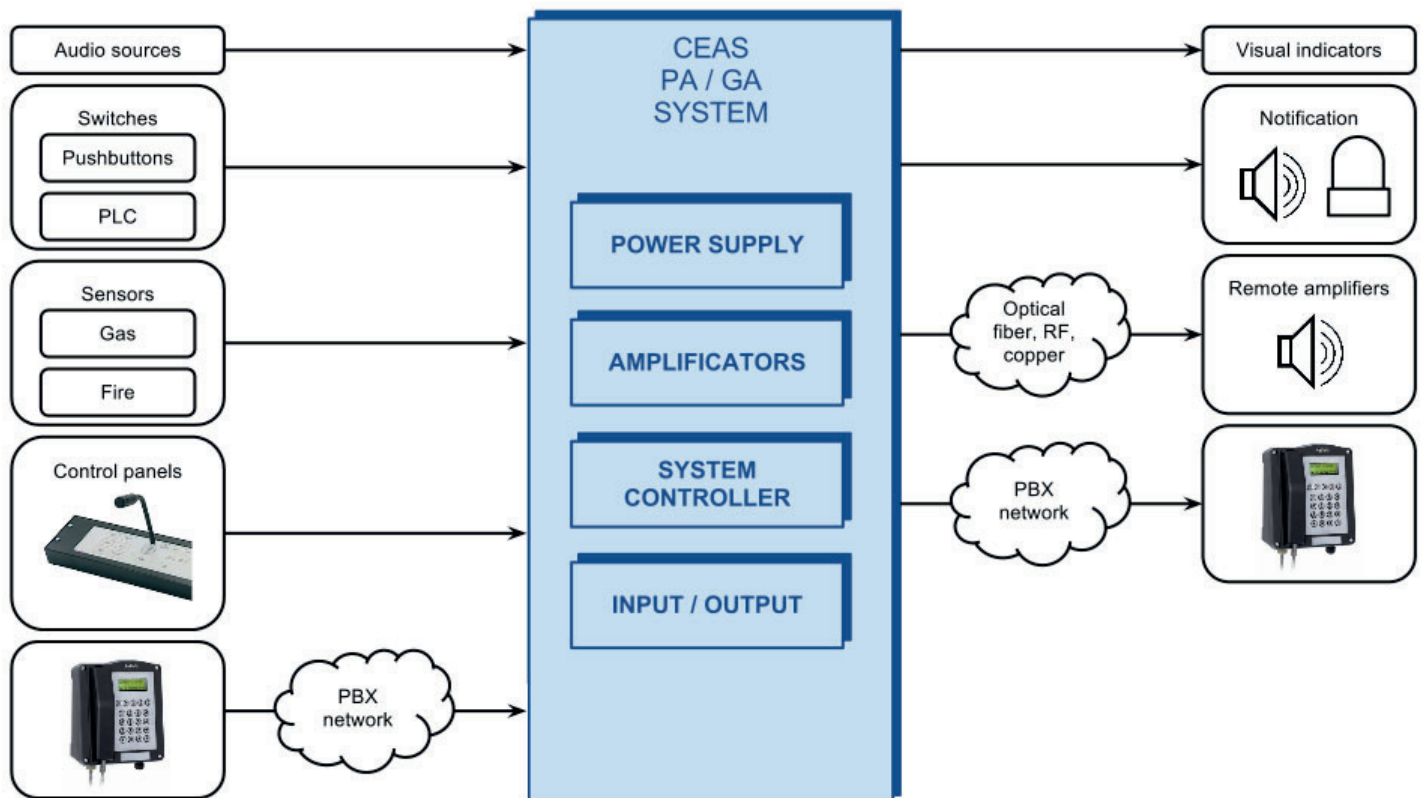 Audio sources
Switches
Pushbuttons
PLC
Sensors
Gas
Fire
Control panels
PBX
network
CEAS
PA / GA
SYSTEM
POWER SUPPLY
AMPLIFICATORS
SYSTEM
CONTROLLER
INPUT / OUTPUT
Visual indicators
Notification
Optical
fiber, RF,
copper
Remote amplifiers
PBX
network